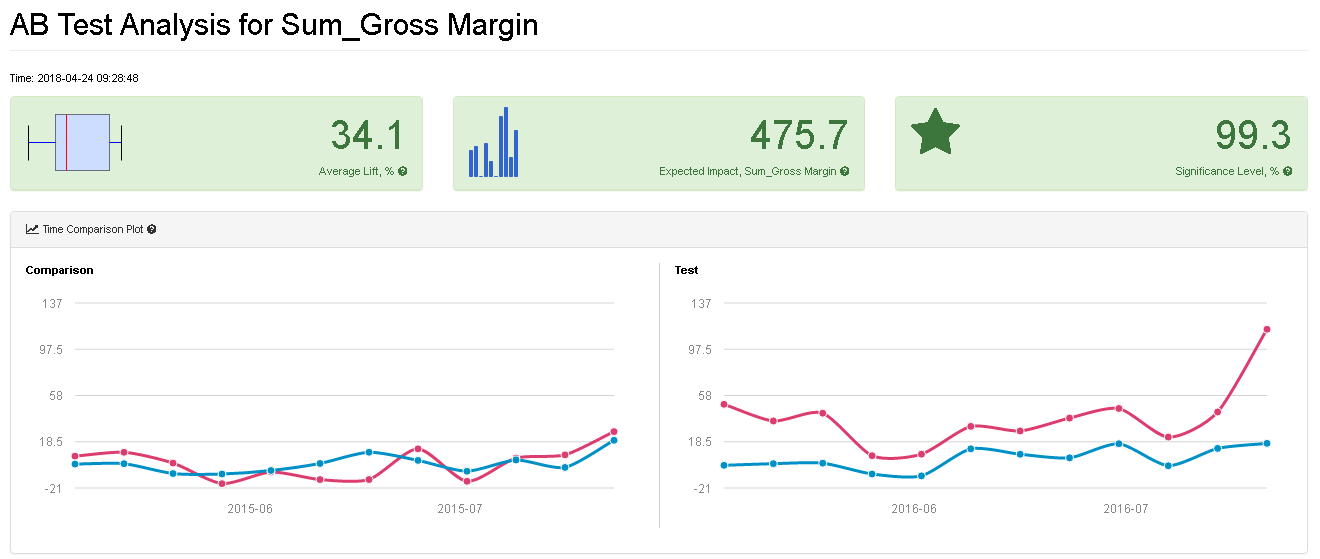 AB Test Analysis for Sum_Gross Margin
Time: 2018-04-24 09:28:48
34.1
Average Lift, %
475.7
Expected Impact, Sum_Gross Margin
99.3
Significance Level, %
Time Comparison Plot
Comparison
137
97.5
58
18.5
-21
2015-06 2015-07
Test
137
97.5
58
18.5
-21
2016-06 2016-07